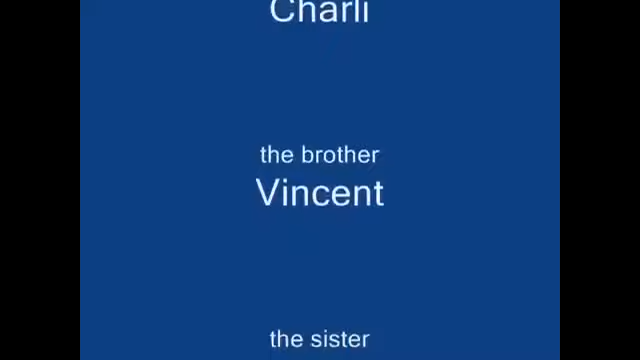 Charli
the brother
Vincent
the sister